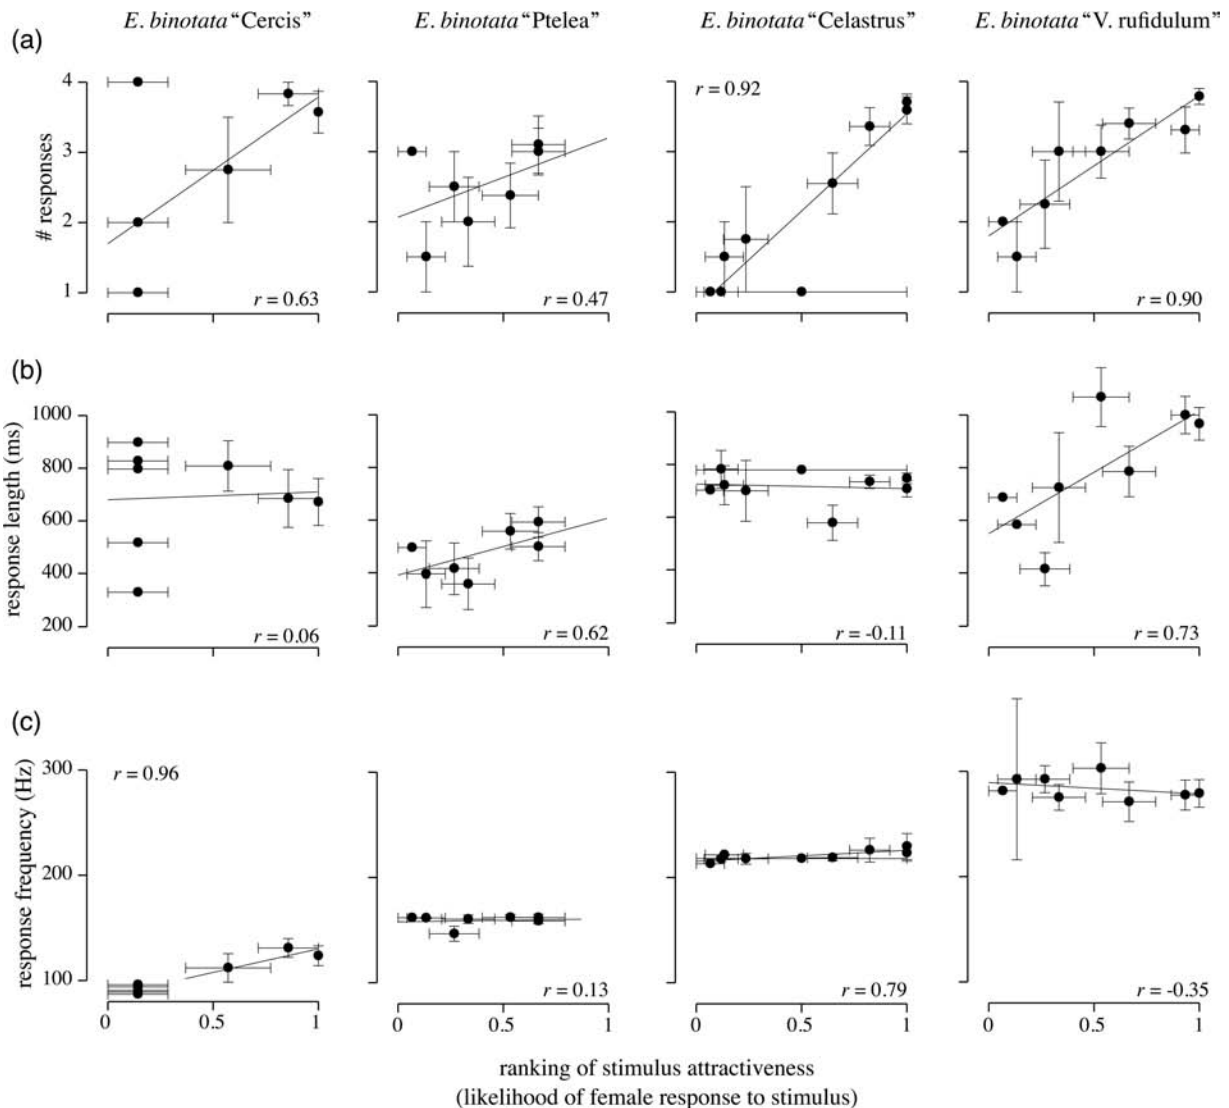 E. binotata “Cercis” E. binotata “Ptelea” E. binotata “Celastrus” E. binotata “V. rufidulum”
(a)
# responses
4
3
2
1
r = 0.63
r = 0.47
r = 0.92
r = 0.90
(b)
response length (ms)
1000
800
600
400
200
r = 0.06
r = 0.62
r = -0.11
r = 0.73
(c)
response frequency (Hz)
300
200
100
r = 0.96
r = 0.13
r = 0.79
r = -0.35
0 0.5 1 0 0.5 1 0 0.5 1 0 0.5 1
ranking of stimulus attractiveness
(likelihood of female response to stimulus)